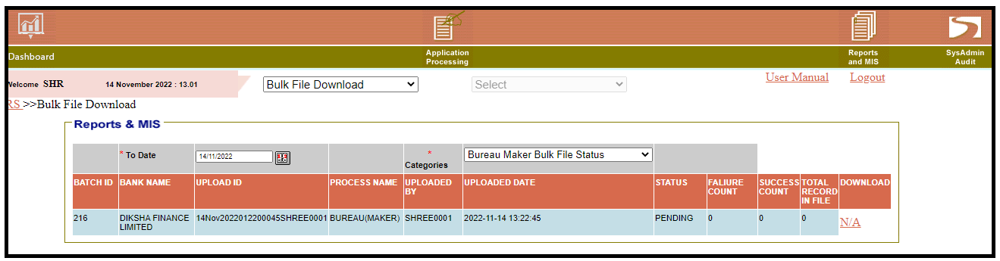 Dashboard
Application
Processing
Reports
and MIS
SysAdmin
Audit
Welcome SHR 14 November 2022 : 13.01 Bulk File Download Select User Manual Logout
RS >>Bulk File Download
Reports & MIS
* To Date 14/11/2022 * Categories Bureau Maker Bulk File Status
BATCH ID BANK NAME UPLOAD ID PROCESS NAME UPLOADED BY UPLOADED DATE STATUS FALIURE COUNT SUCCESS COUNT TOTAL RECORD IN FILE DOWNLOAD
216 DIKSHA FINANCE LIMITED 14Nov2022012200045SHREE0001 BUREAU(MAKER) SHREE0001 2022-11-14 13:22:45 PENDING 0 0 0 N/A